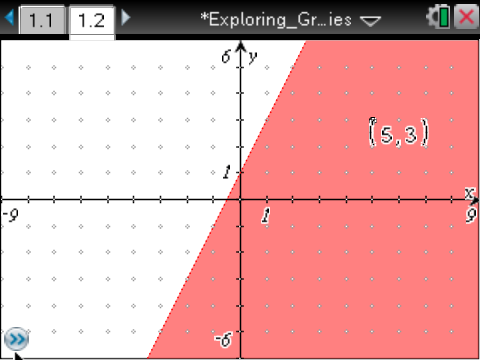 1.1 1.2 *Exploring_Gr...ies
6 y
(5,3)
1
x
-9 1 9
-6